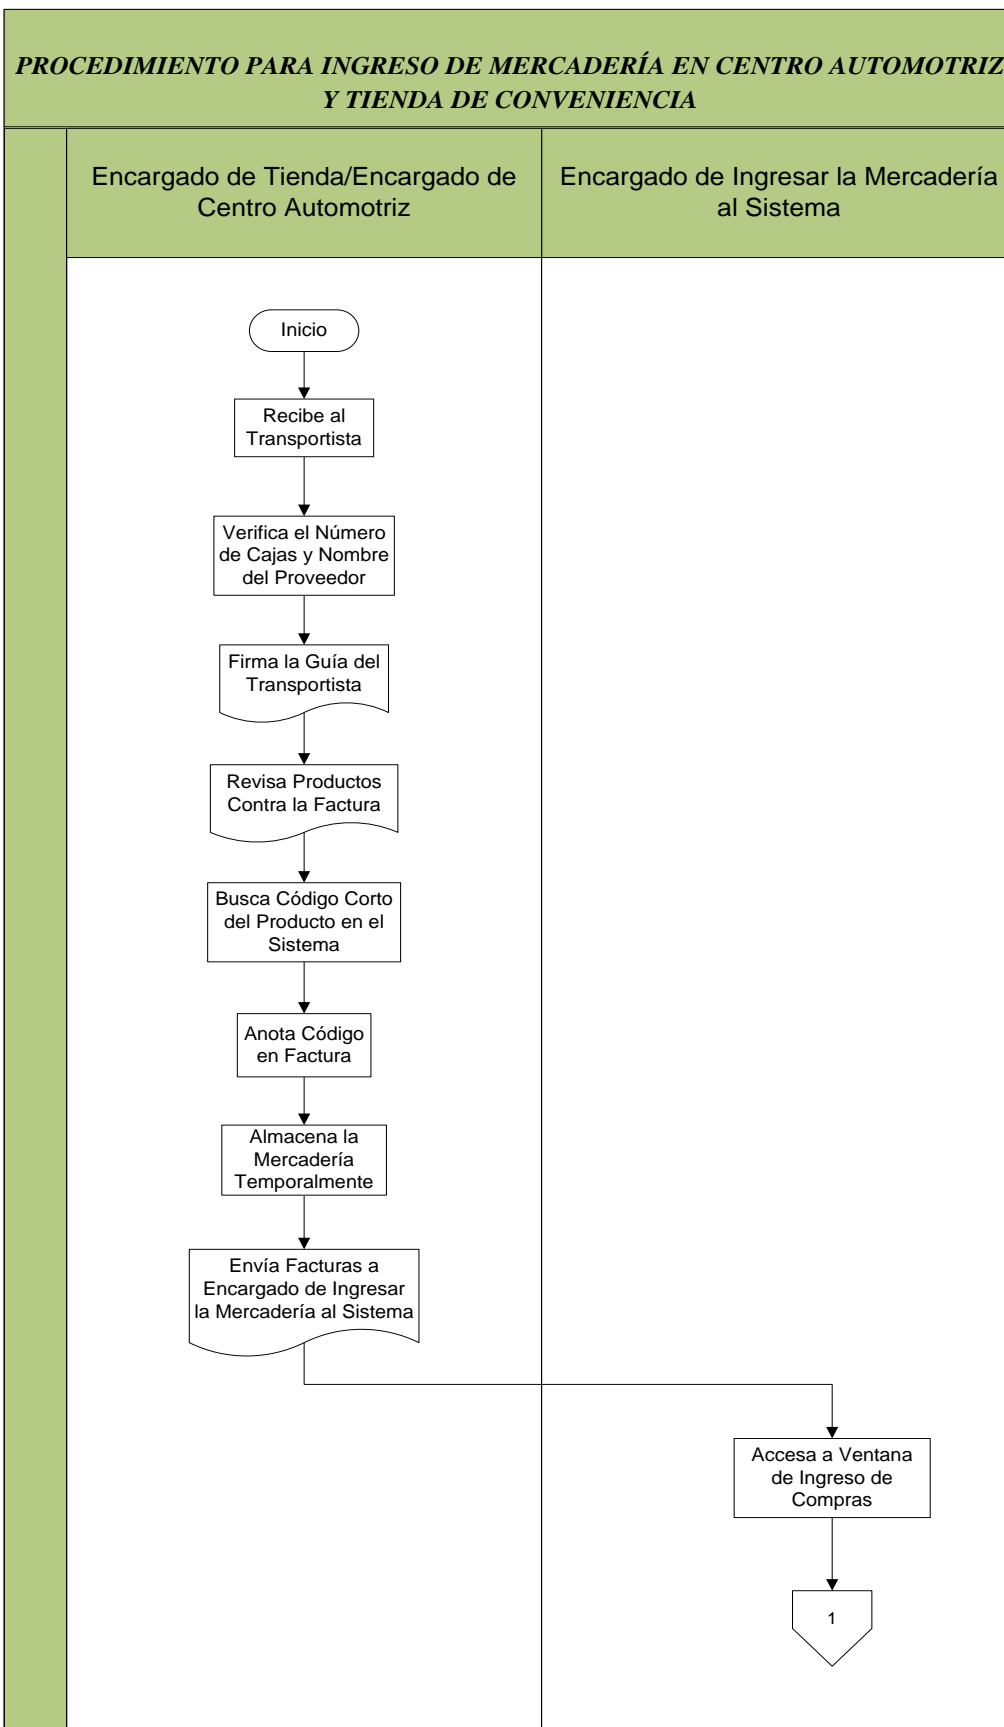 PROCEDIMIENTO PARA INGRESO DE MERCADERÍA EN CENTRO AUTOMOTRIZ
Y TIENDA DE CONVENIENCIA
Encargado de Tienda/Encargado de
Centro Automotriz
Encargado de Ingresar la Mercadería
al Sistema
Inicio
Recibe al
Transportista
Verifica el Número
de Cajas y Nombre
del Proveedor
Firma la Guía del
Transportista
Revisa Productos
Contra la Factura
Busca Código Corto
del Producto en el
Sistema
Anota Código
en Factura
Almacena la
Mercadería
Temporalmente
Envía Facturas a
Encargado de Ingresar
la Mercadería al Sistema
Accesa a Ventana
de Ingreso de
Compras
1